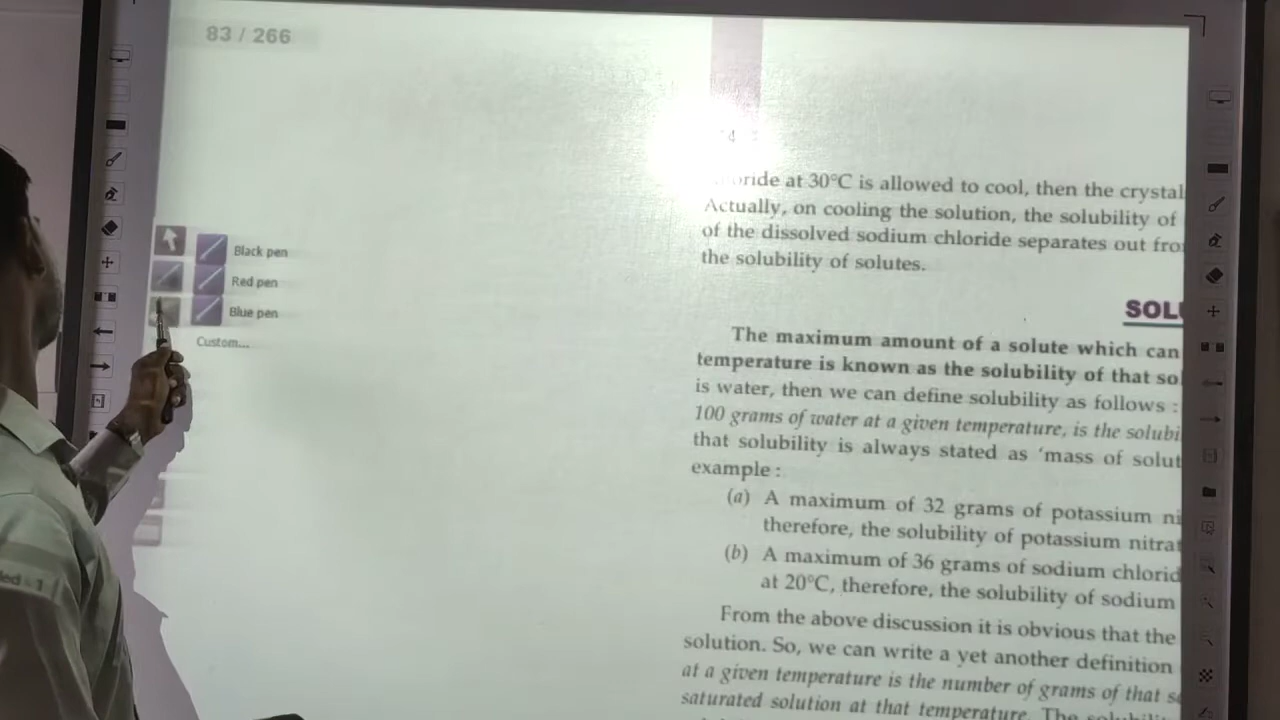 83 / 266
at 30°C is allowed to cool, then the crystal
Actually, on cooling the solution, the solubility of
of the dissolved sodium chloride separates out fro
the solubility of solutes.
Black pen
Red pen
Blue pen
Custom...
SOLU
The maximum amount of a solute which can
temperature is known as the solubility of that so
is water, then we can define solubility as follows :
100 grams of water at a given temperature, is the solubi
that solubility is always stated as ‘mass of solut
example :
(a) A maximum of 32 grams of potassium ni
therefore, the solubility of potassium nitrat
(b) A maximum of 36 grams of sodium chlorid
at 20°C, therefore, the solubility of sodium
From the above discussion it is obvious that the
solution. So, we can write a yet another definition
at a given temperature is the number of grams of that
saturated solution at that temperature. The